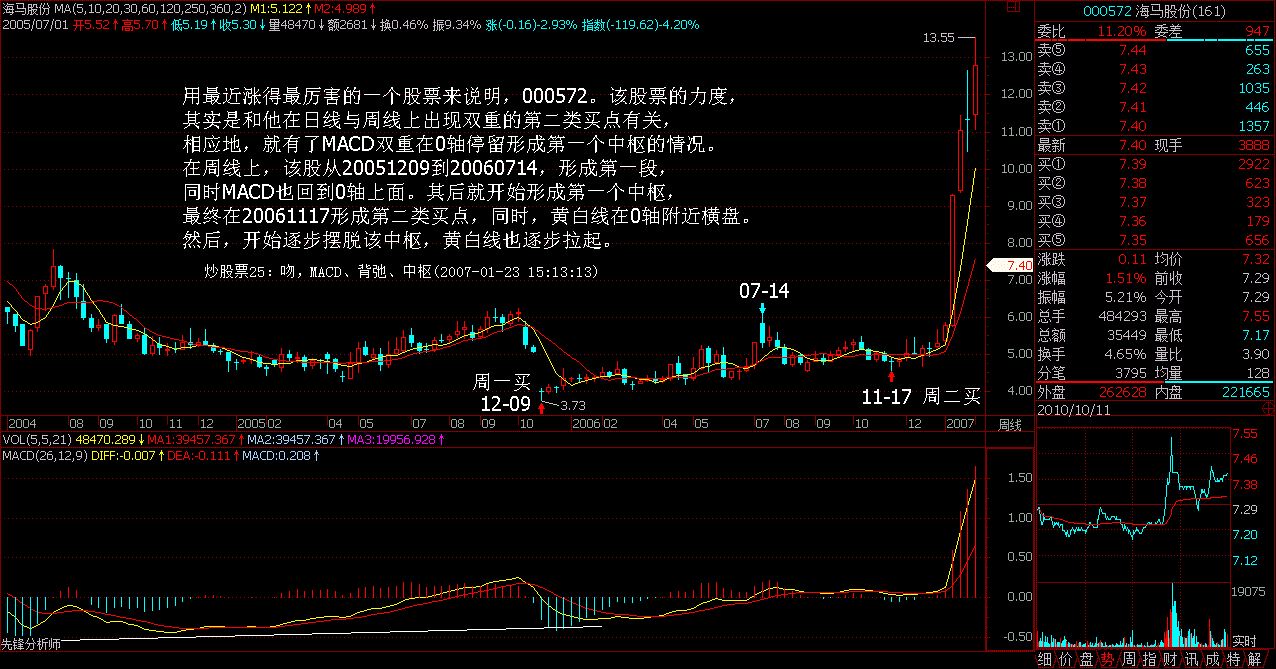 海马股份 MA(5,10,20,30,60,120,250,360,2) M1:5.122↑ M2:4.989↑
2005/07/01 开5.52↑高5.70↑低5.19↓收5.30↓量48470↓额2681↓换0.46% 振9.34% 涨(-0.16)-2.93% 指数(-119.62)-4.20%
13.55
用最近涨得最厉害的一个股票来说明，000572。该股票的力度，
其实是和他在日线与周线上出现双重的第二类买点有关，
相应地，就有了MACD双重在0轴停留形成第一个中枢的情况。
在周线上，该股从20051209到20060714，形成第一段，
同时MACD也回到0轴上面。其后就开始形成第一个中枢，
最终在20061117形成第二类买点，同时，黄白线在0轴附近横盘。
然后，开始逐步摆脱该中枢，黄白线也逐步拉起。
炒股票25：吻，MACD、背弛、中枢(2007-01-23 15:13:13)
07-14
周一买
12-09
3.73
11-17 周二买
13.00
12.00
11.00
10.00
9.00
8.00
7.40
7.00
6.00
5.00
4.00
2004 08 09 10 11 12 2005 02 04 05 07 08 09 10 2006 02 04 05 07 08 09 10 12 2007 周线
VOL(5,5,21) 48470.289↓ MA1:39457.367↑ MA2:39457.367↑ MA3:19956.928↑
MACD(26,12,9) DIFF:-0.007↑ DEA:-0.111↑ MACD:0.208↑
1.50
1.00
0.50
0.00
-0.50
先锋分析师
000572 海马股份(161)
委比 11.20% 委差 947
卖⑤ 7.44 655
卖④ 7.43 263
卖③ 7.42 1035
卖② 7.41 446
卖① 7.40 1357
最新 7.40 现手 3888
买① 7.39 2922
买② 7.38 623
买③ 7.37 323
买④ 7.36 179
买⑤ 7.35 656
涨跌 0.11 均价 7.32
涨幅 1.51% 前收 7.29
振幅 5.21% 今开 7.29
总手 484293 最高 7.55
总额 35449 最低 7.17
换手 4.65% 量比 3.90
分笔 3795 均量 128
外盘 262628 内盘 221665
2010/10/11
7.55
7.46
7.38
7.29
7.20
7.12
19075
实时
细 价 盘 势 周 指 财 讯 成 特 解